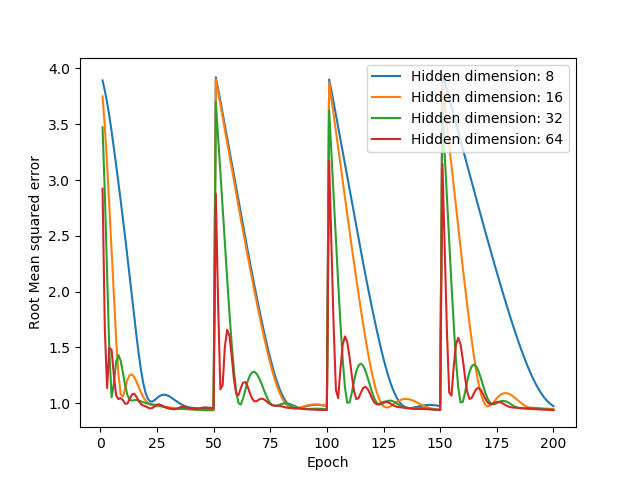 4.0
3.5
3.0
2.5
2.0
1.5
1.0
Root Mean squared error
Hidden dimension: 8
Hidden dimension: 16
Hidden dimension: 32
Hidden dimension: 64
0 25 50 75 100 125 150 175 200
Epoch